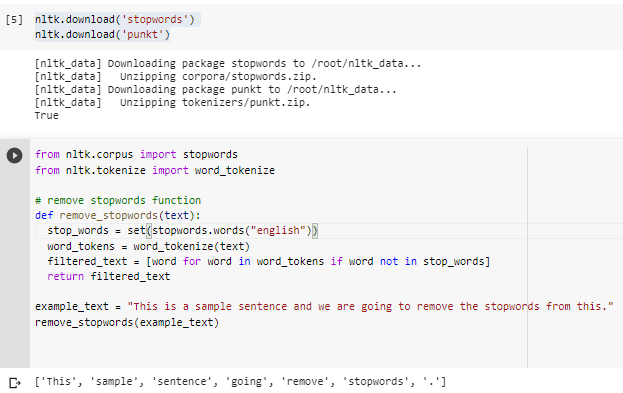 [5] nltk.download('stopwords')
nltk.download('punkt')
[nltk_data] Downloading package stopwords to /root/nltk_data...
[nltk_data]   Unzipping corpora/stopwords.zip.
[nltk_data] Downloading package punkt to /root/nltk_data...
[nltk_data]   Unzipping tokenizers/punkt.zip.
True
from nltk.corpus import stopwords
from nltk.tokenize import word_tokenize
# remove stopwords function
def remove_stopwords(text):
  stop_words = set(stopwords.words("english"))
  word_tokens = word_tokenize(text)
  filtered_text = [word for word in word_tokens if word not in stop_words]
  return filtered_text
example_text = "This is a sample sentence and we are going to remove the stopwords from this."
remove_stopwords(example_text)
['This', 'sample', 'sentence', 'going', 'remove', 'stopwords', '.']